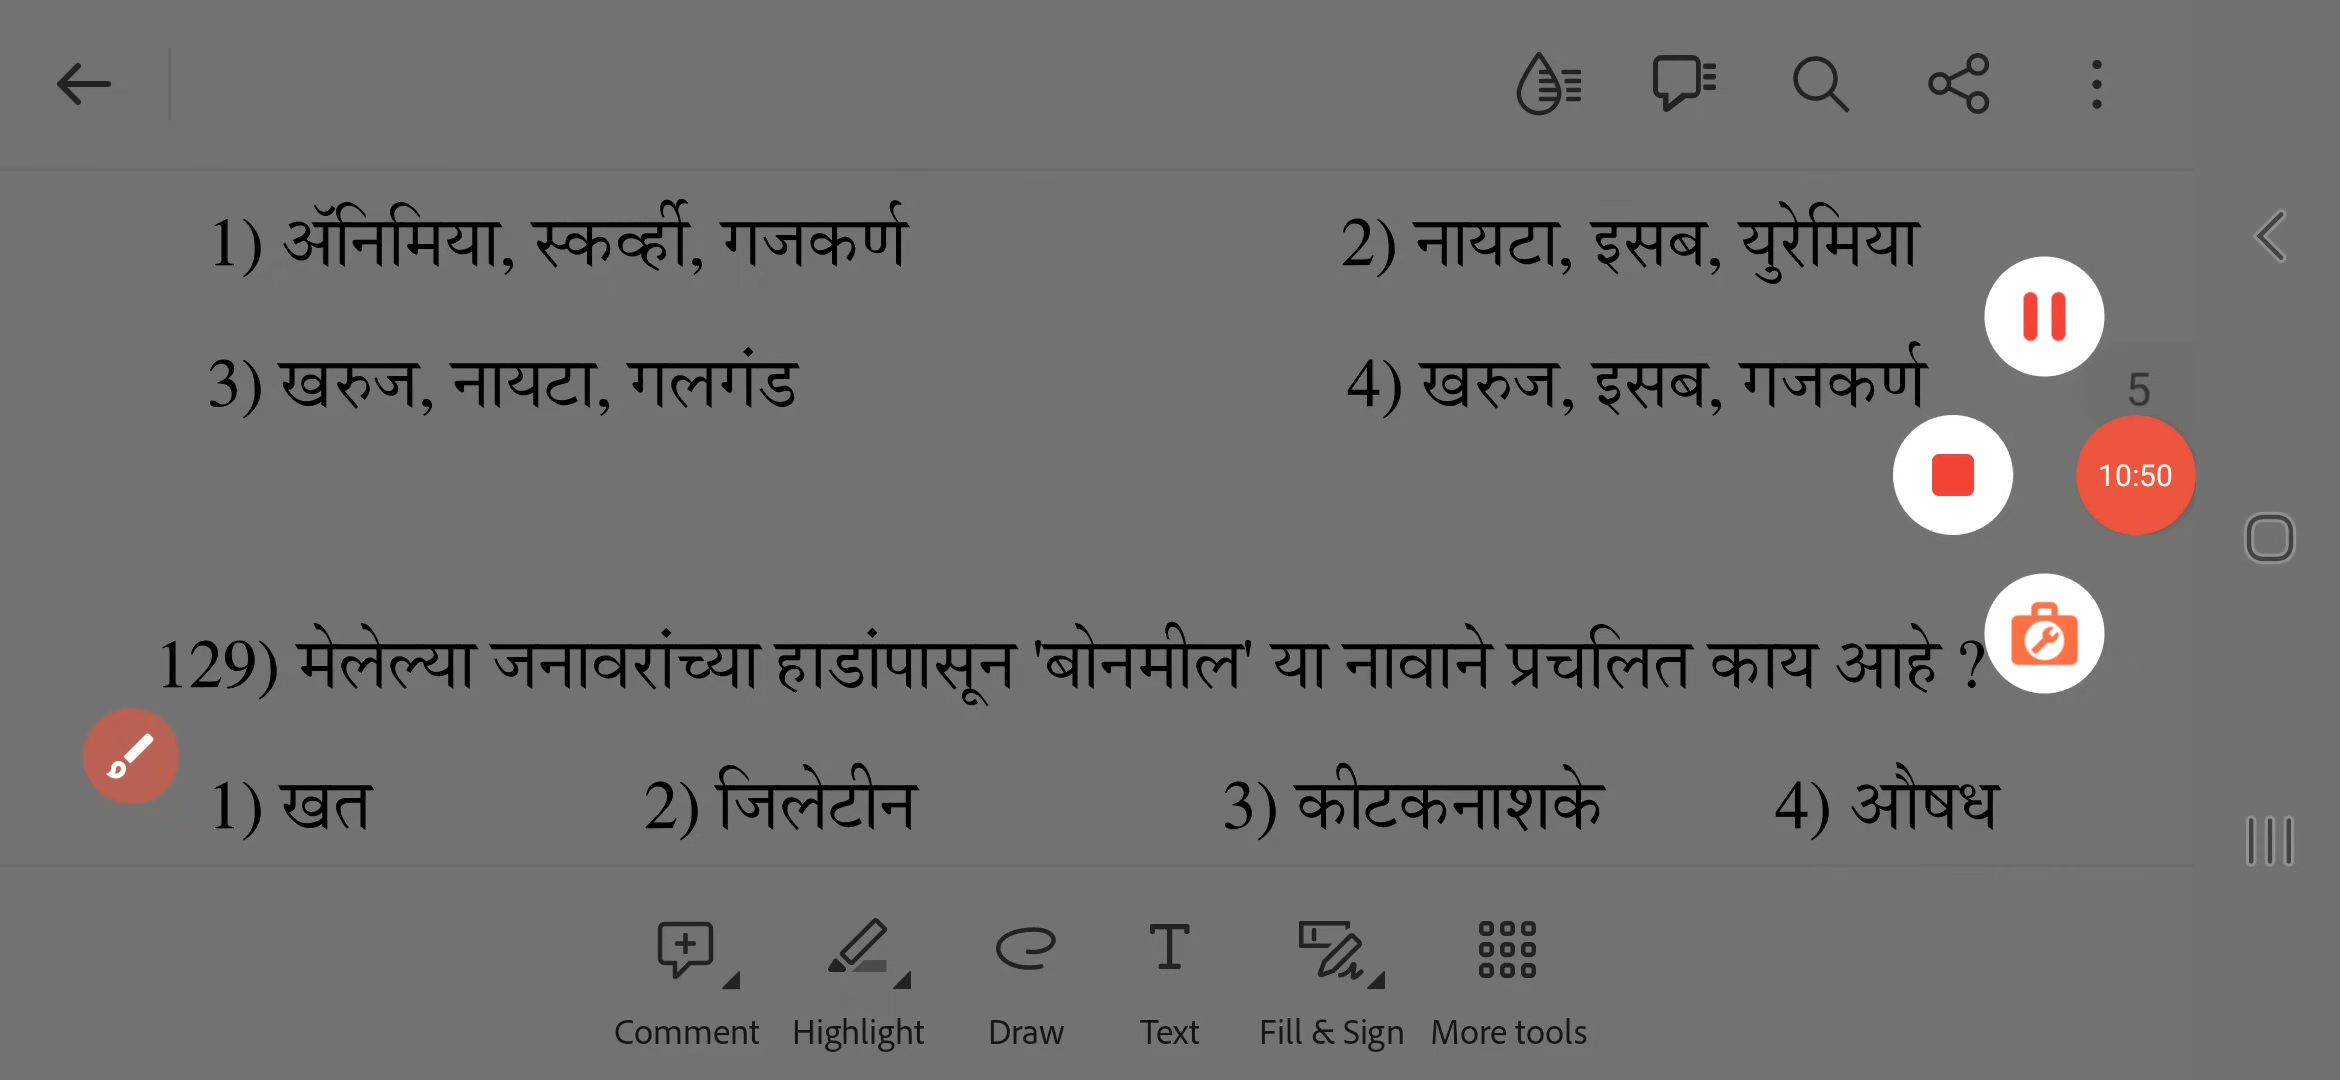 1) ॲनिमिया, स्कर्व्ही, गजकर्ण 2) नायटा, इसब, युरेमिया
3) खरुज, नायटा, गलगंड 4) खरुज, इसब, गजकर्ण
5
10:50
129) मेलेल्या जनावरांच्या हाडांपासून 'बोनमील' या नावाने प्रचलित काय आहे ?
1) खत 2) जिलेटीन 3) कीटकनाशके 4) औषध
Comment Highlight Draw Text Fill & Sign More tools